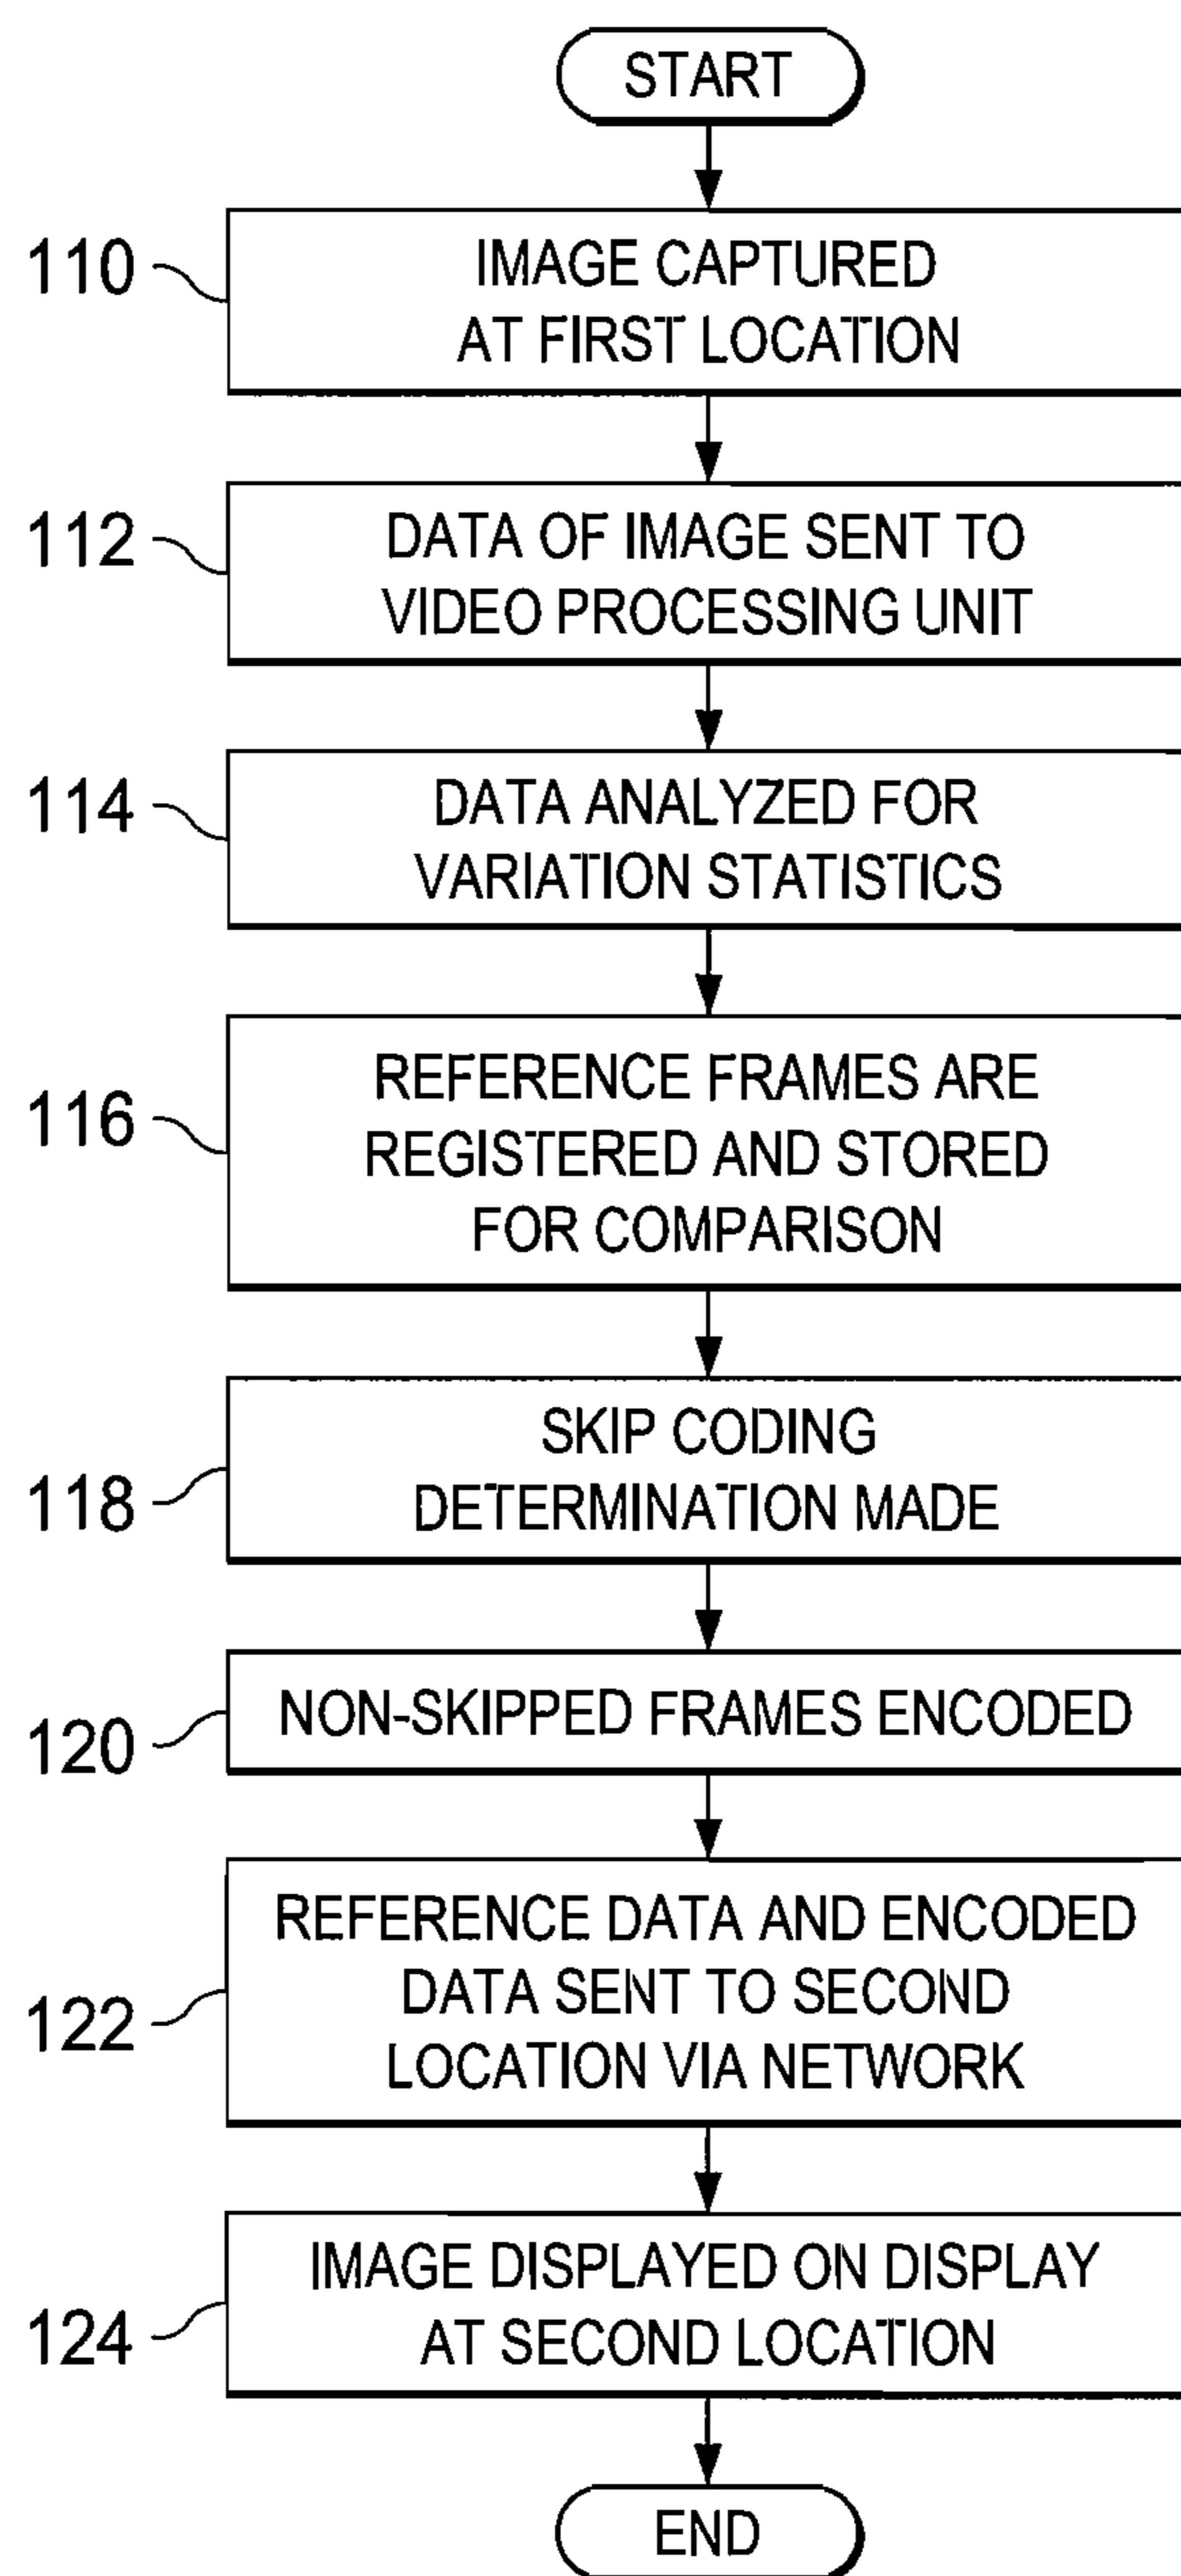 START
110
IMAGE CAPTURED
AT FIRST LOCATION
112
DATA OF IMAGE SENT TO
VIDEO PROCESSING UNIT
114
DATA ANALYZED FOR
VARIATION STATISTICS
116
REFERENCE FRAMES ARE
REGISTERED AND STORED
FOR COMPARISON
118
SKIP CODING
DETERMINATION MADE
120
NON-SKIPPED FRAMES ENCODED
122
REFERENCE DATA AND ENCODED
DATA SENT TO SECOND
LOCATION VIA NETWORK
124
IMAGE DISPLAYED ON DISPLAY
AT SECOND LOCATION
END